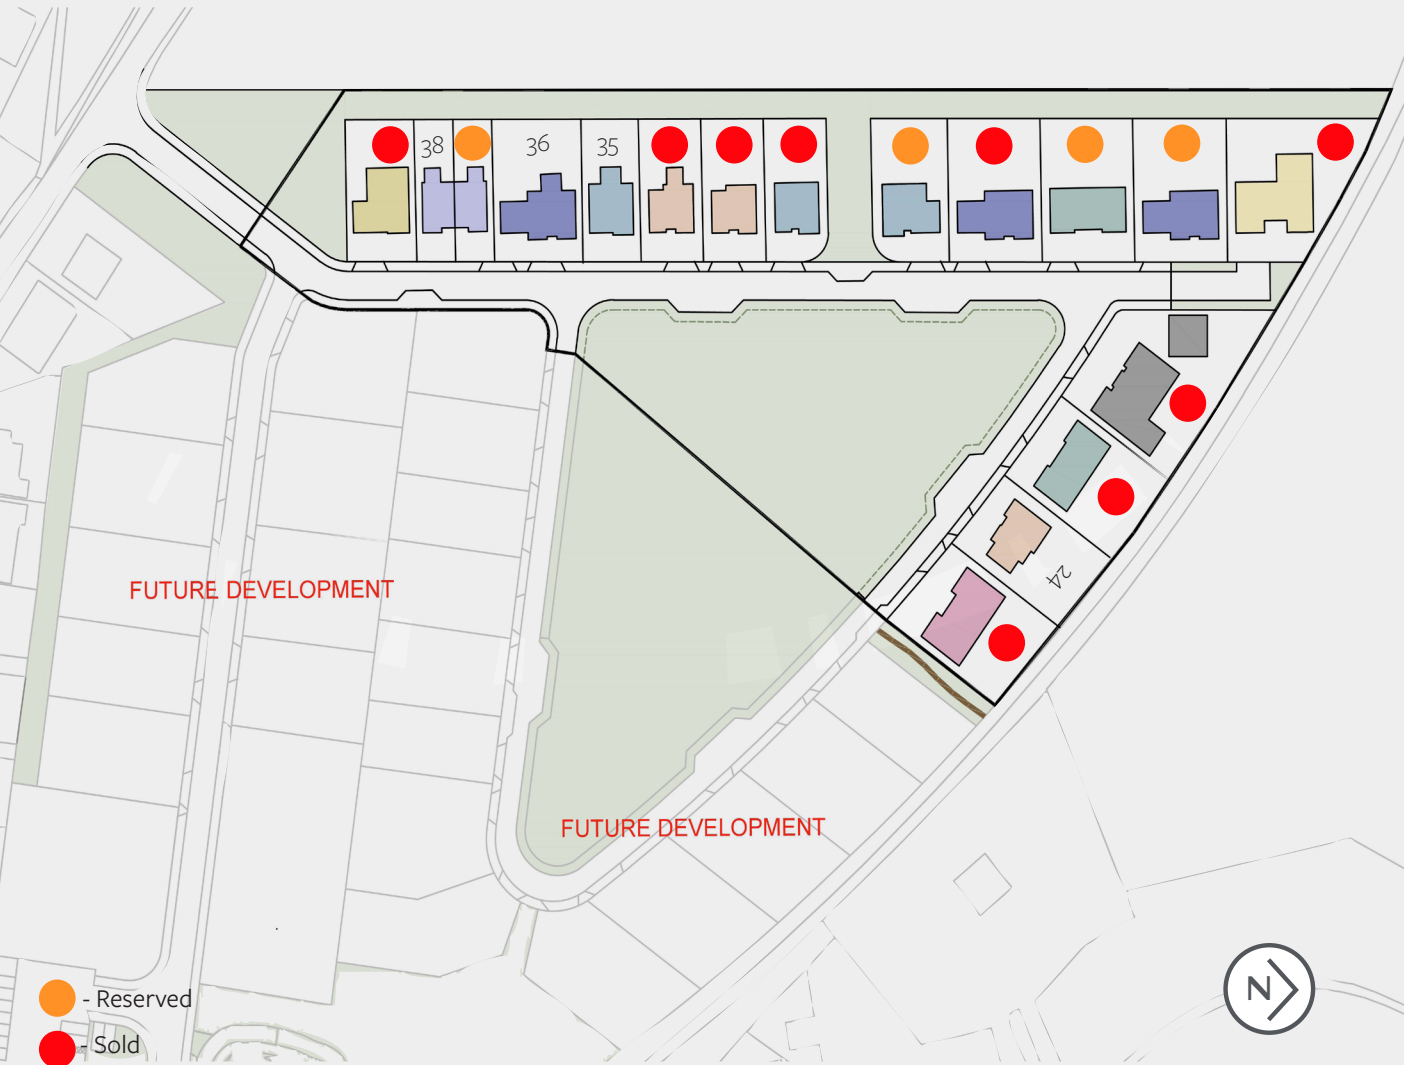 38
36
35
24
FUTURE DEVELOPMENT
FUTURE DEVELOPMENT
N
- Reserved
- Sold